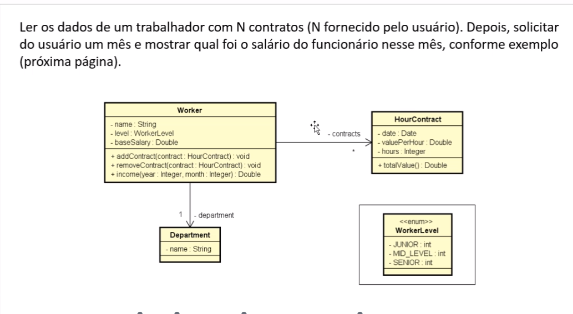 Ler os dados de um trabalhador com N contratos (N fornecido pelo usuário). Depois, solicitar
do usuário um mês e mostrar qual foi o salário do funcionário nesse mês, conforme exemplo
(próxima página).
Worker
- name : String
- level : WorkerLevel
- baseSalary : Double
+ addContract(contract : HourContract) : void
+ removeContract(contract : HourContract) : void
+ income(year : Integer, month : Integer) : Double
- contracts
*
HourContract
- date : Date
- valuePerHour : Double
- hours : Integer
+ totalValue() : Double
1
- department
Department
- name : String
<<enum>>
WorkerLevel
- JUNIOR : int
- MID_LEVEL : int
- SENIOR : int